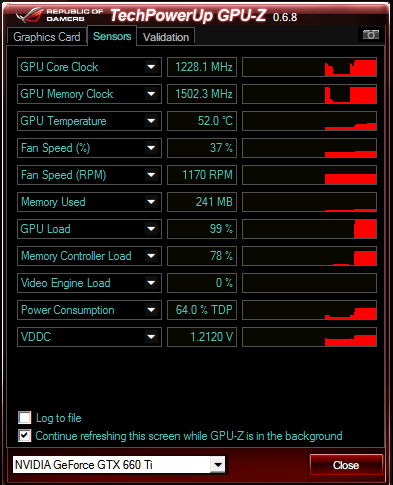 REPUBLIC OF
GAMERS
TechPowerUp GPU-Z 0.6.8
Graphics Card Sensors Validation
GPU Core Clock 1228.1 MHz
GPU Memory Clock 1502.3 MHz
GPU Temperature 52.0 °C
Fan Speed (%) 37 %
Fan Speed (RPM) 1170 RPM
Memory Used 241 MB
GPU Load 99 %
Memory Controller Load 78 %
Video Engine Load 0 %
Power Consumption 64.0 % TDP
VDDC 1.2120 V
Log to file
Continue refreshing this screen while GPU-Z is in the background
NVIDIA GeForce GTX 660 Ti Close